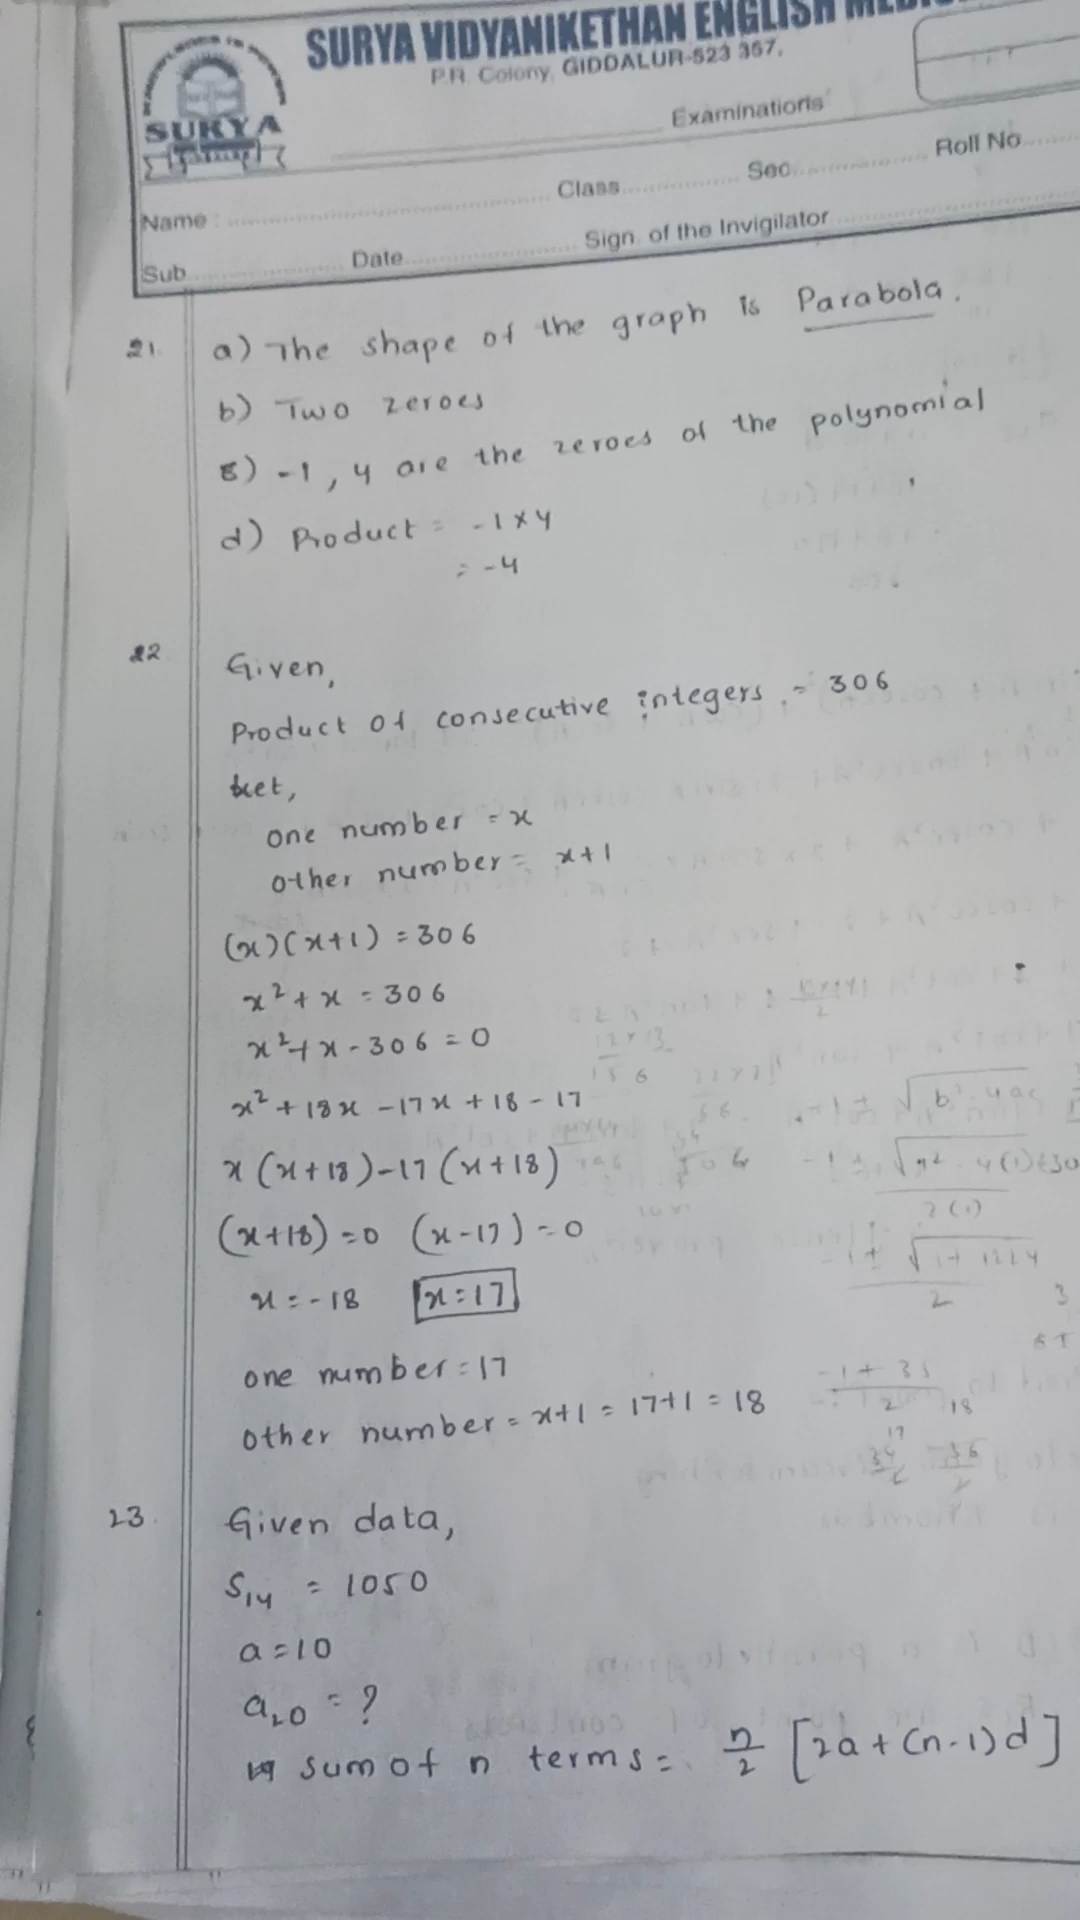 SURYA VIDYANIKETHAN ENGLISH
P.R. Colony, GIDDALUR-523 357.
SURYA
Examinations
Name : Class Sec Roll No
Sub Date Sign. of the Invigilator
21. a) The shape of the graph is Parabola.
b) Two zeroes
c) -1, 4 are the zeroes of the polynomial
d) Product = -1×4
= -4
22 Given,
Product of consecutive integers = 306
Let,
one number = x
other number = x+1
(x)(x+1) = 306
x² + x = 306
x² + x - 306 = 0
x² + 18x - 17x + 18 - 17
x(x+18) - 17(x+18)
(x+18) = 0 (x-17) = 0
x = -18 x = 17
one number = 17
other number = x+1 = 17+1 = 18
23. Given data,
S₁₄ = 1050
a = 10
a₂₀ = ?
sum of n terms = n/2 [2a + (n-1)d]